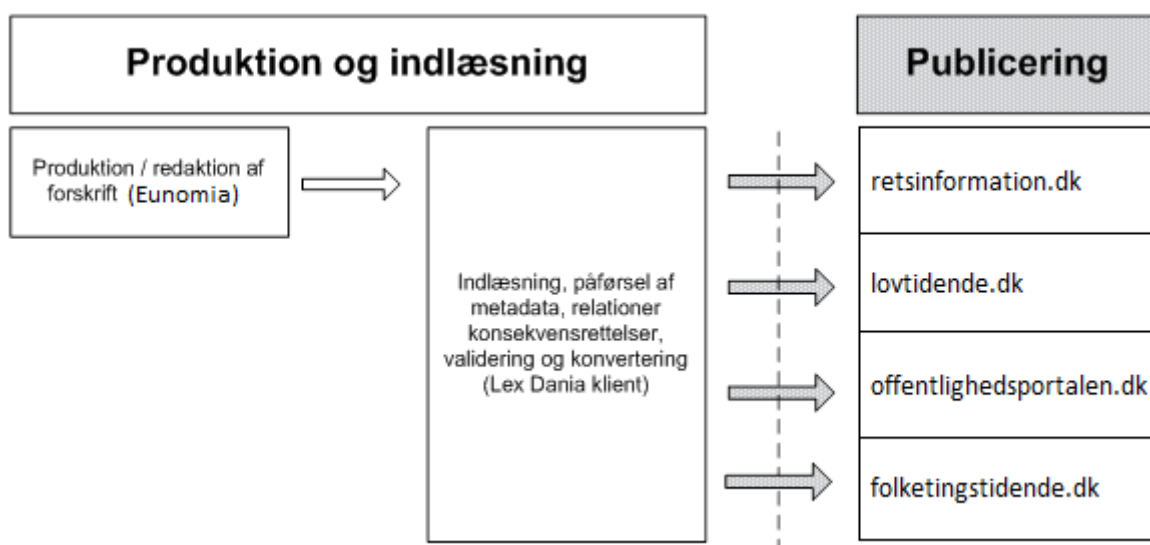 Produktion og indlæsning
Publicering
Produktion / redaktion af
forskrift (Eunomia)
Indlæsning, påførsel af
metadata, relationer
konsekvensrettelser,
validering og konvertering
(Lex Dania klient)
retsinformation.dk
lovtidende.dk
offentlighedsportalen.dk
folketingstidende.dk